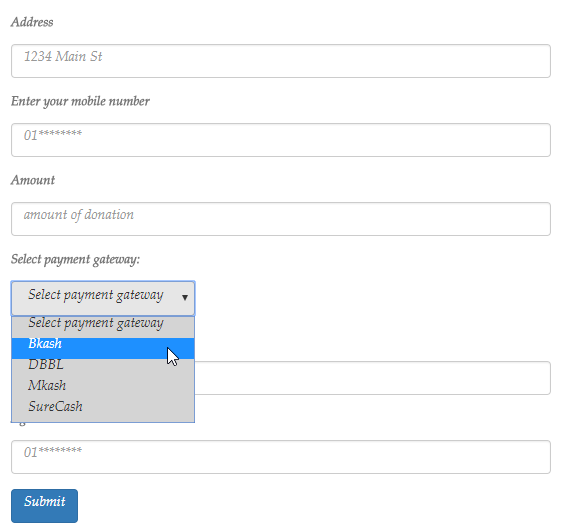 Address
1234 Main St
Enter your mobile number
01********
Amount
amount of donation
Select payment gateway:
Select payment gateway
Select payment gateway
Bkash
DBBL
Mkash
SureCash
01********
Submit